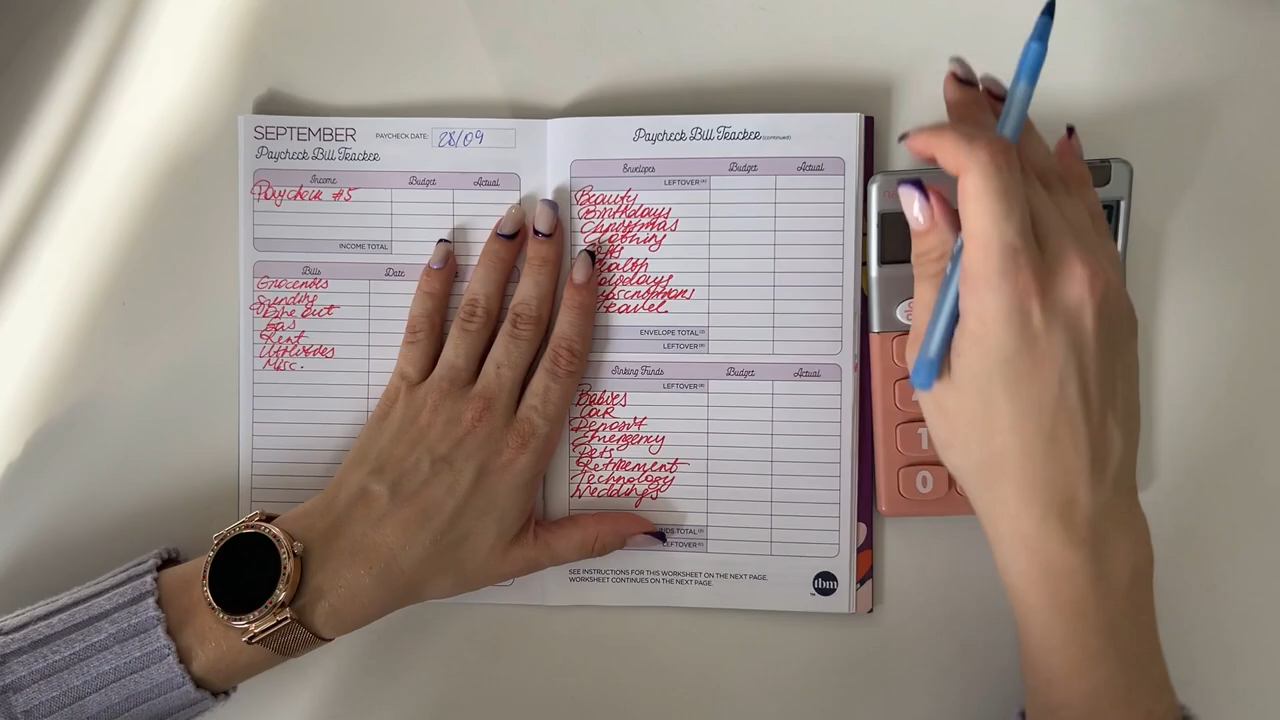 SEPTEMBER
PAYCHECK DATE: 28/09
Paycheck Bill Tracker
Income Budget Actual
Paycheck #5
INCOME TOTAL
Bills Date
Groceries
Spending
Dine out
Gas
Rent
Utilities
Misc.
Paycheck Bill Tracker (continued)
Envelopes Budget Actual
LEFTOVER (A)
Beauty
Birthdays
Christmas
Clothing
Health
Holidays
Subscriptions
Travel
ENVELOPE TOTAL (2)
LEFTOVER (B)
Sinking Funds Budget Actual
LEFTOVER (B)
Babies
Car
Deposit
Emergency
Pets
Retirement
Technology
Weddings
LEFTOVER (C)
SEE INSTRUCTIONS FOR THIS WORKSHEET ON THE NEXT PAGE.
WORKSHEET CONTINUES ON THE NEXT PAGE.
tbm
1
0